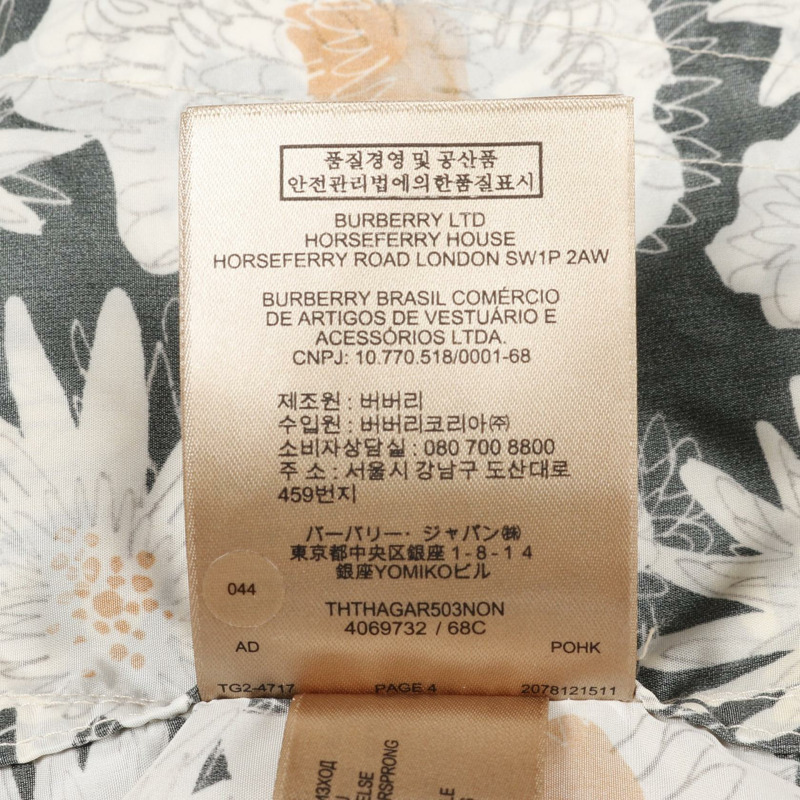 품질경영 및 공산품
안전관리법에의한품질표시
BURBERRY LTD
HORSEFERRY HOUSE
HORSEFERRY ROAD LONDON SW1P 2AW
BURBERRY BRASIL COMÉRCIO
DE ARTIGOS DE VESTUÁRIO E
ACESSÓRIOS LTDA.
CNPJ: 10.770.518/0001-68
제조원 : 버버리
수입원 : 버버리코리아㈜
소비자상담실 : 080 700 8800
주 소 : 서울시 강남구 도산대로
459번지
バーバリー・ジャパン㈱
東京都中央区銀座1-8-14
銀座YOMIKOビル
044
THTHAGAR503NON
4069732 / 68C
AD POHK
TG2-4717 PAGE 4 2078121511
ИЗХОД
ELSE
RSPRONG